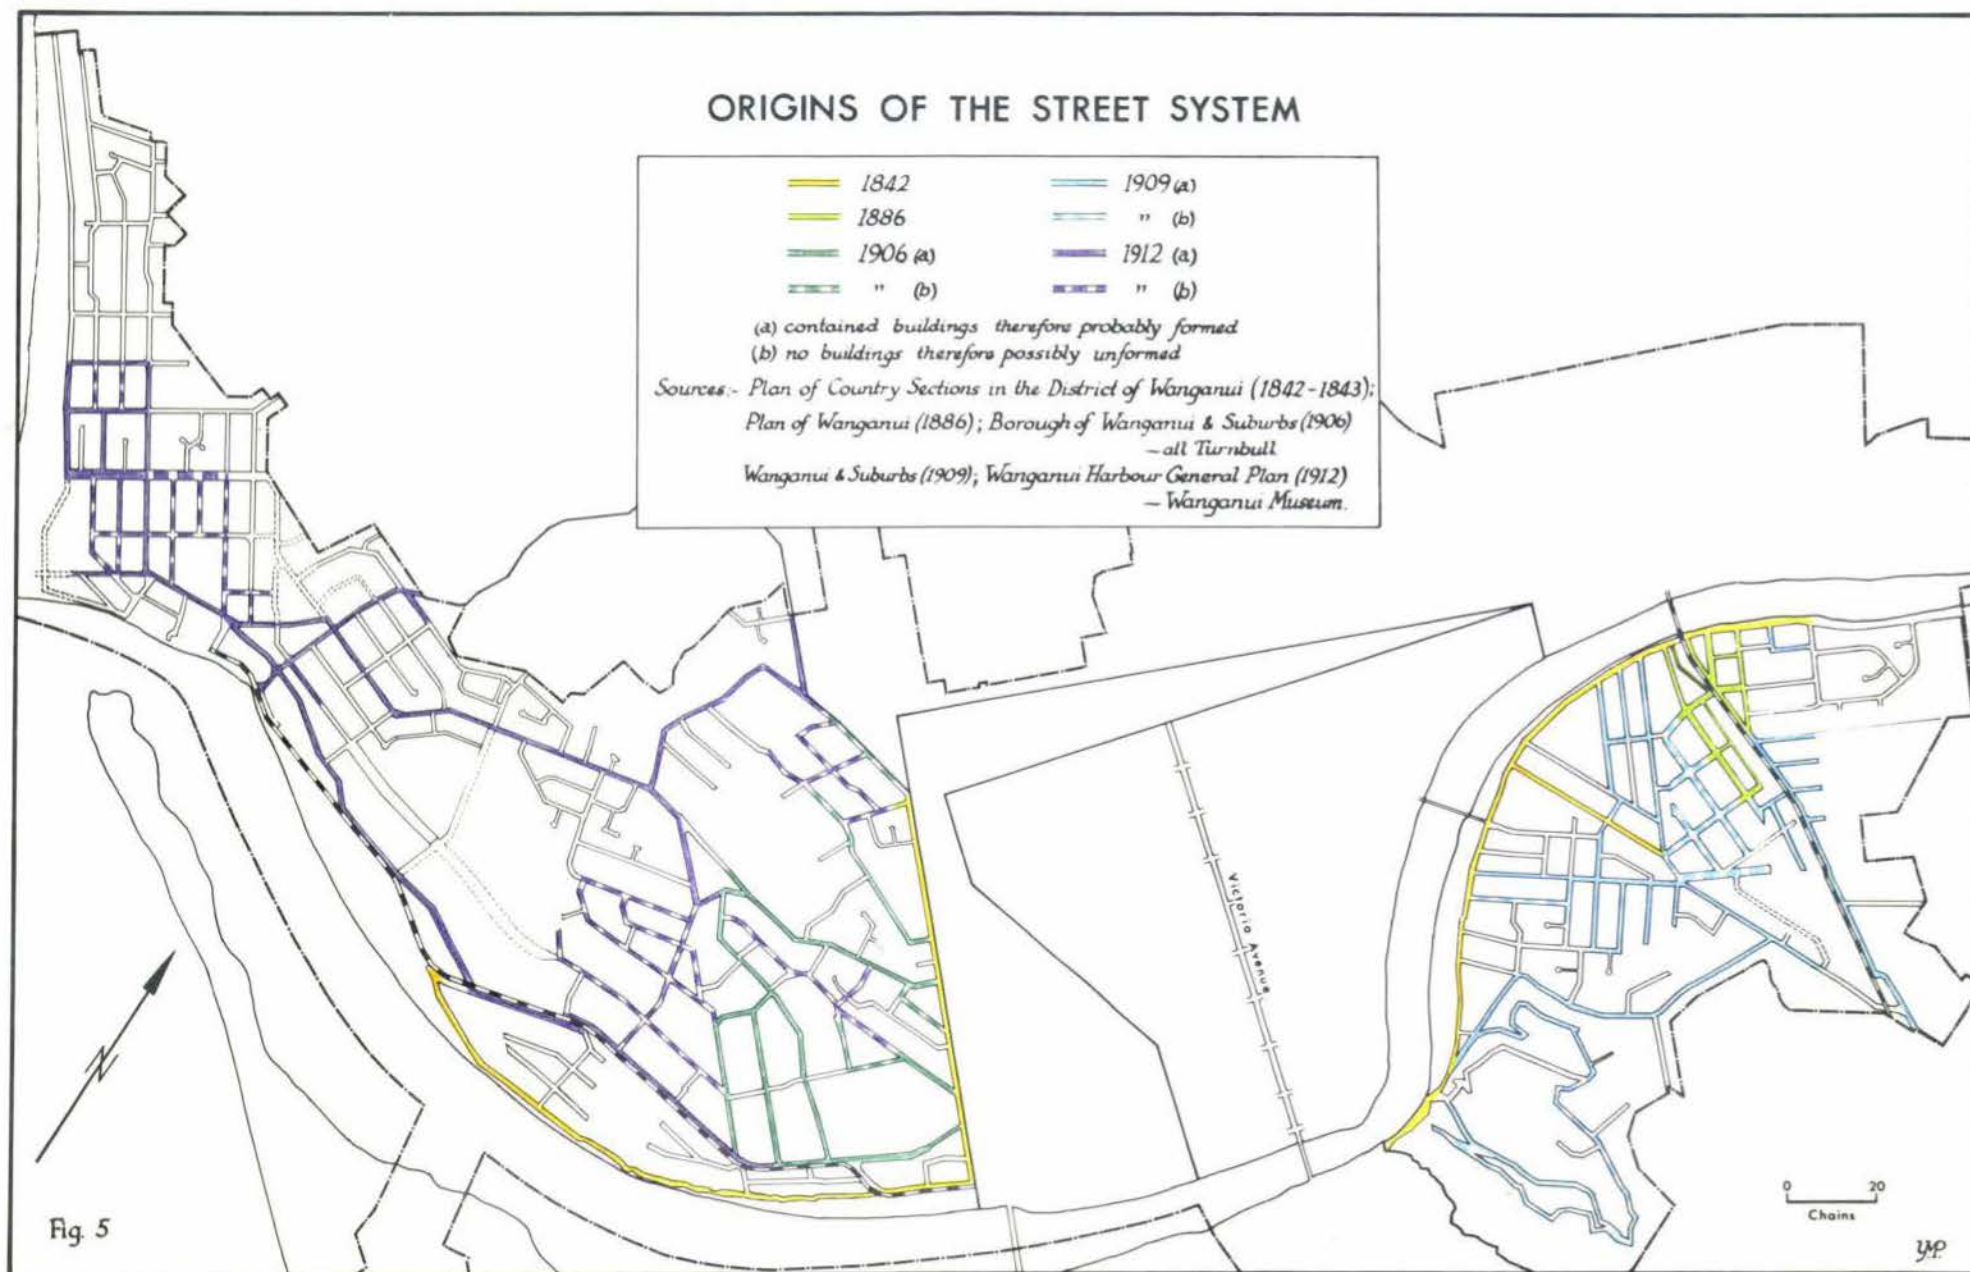 ORIGINS OF THE STREET SYSTEM
1842
1886
1906 (a)
" (b)
1909 (a)
" (b)
1912 (a)
" (b)
(a) contained buildings therefore probably formed
(b) no buildings therefore possibly unformed
Sources:- Plan of Country Sections in the District of Wanganui (1842-1843);
Plan of Wanganui (1886); Borough of Wanganui & Suburbs (1906)
— all Turnbull
Wanganui & Suburbs (1909); Wanganui Harbour General Plan (1912)
— Wanganui Museum.
Victoria Avenue
N
0 20
Chains
Fig. 5
Y.P.